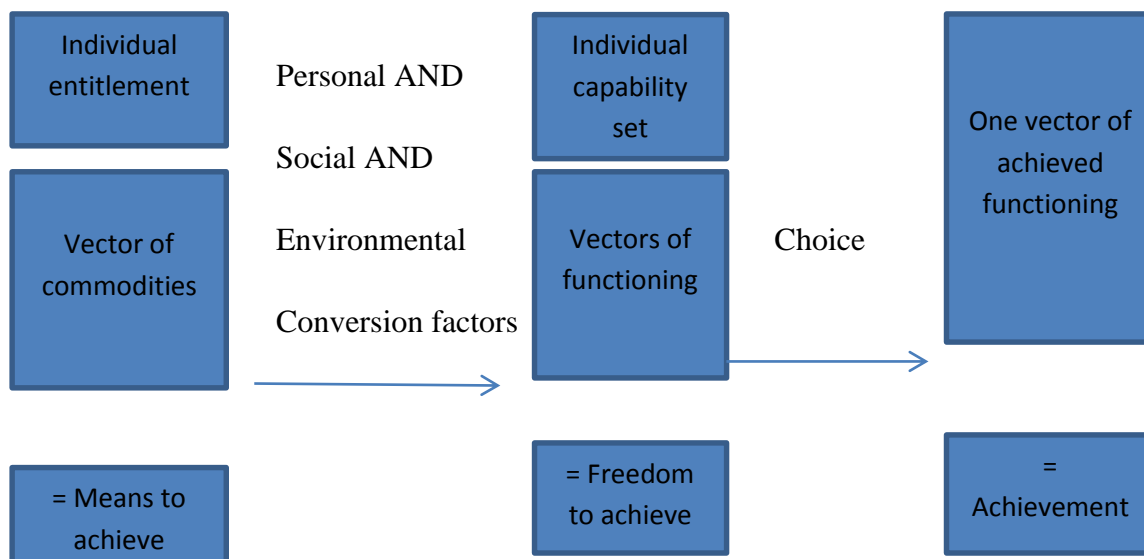 Individual
entitlement
Vector of
commodities
= Means to
achieve
Personal AND
Social AND
Environmental
Conversion factors
Individual
capability
set
Vectors of
functioning
= Freedom
to achieve
Choice
One vector of
achieved
functioning
=
Achievement